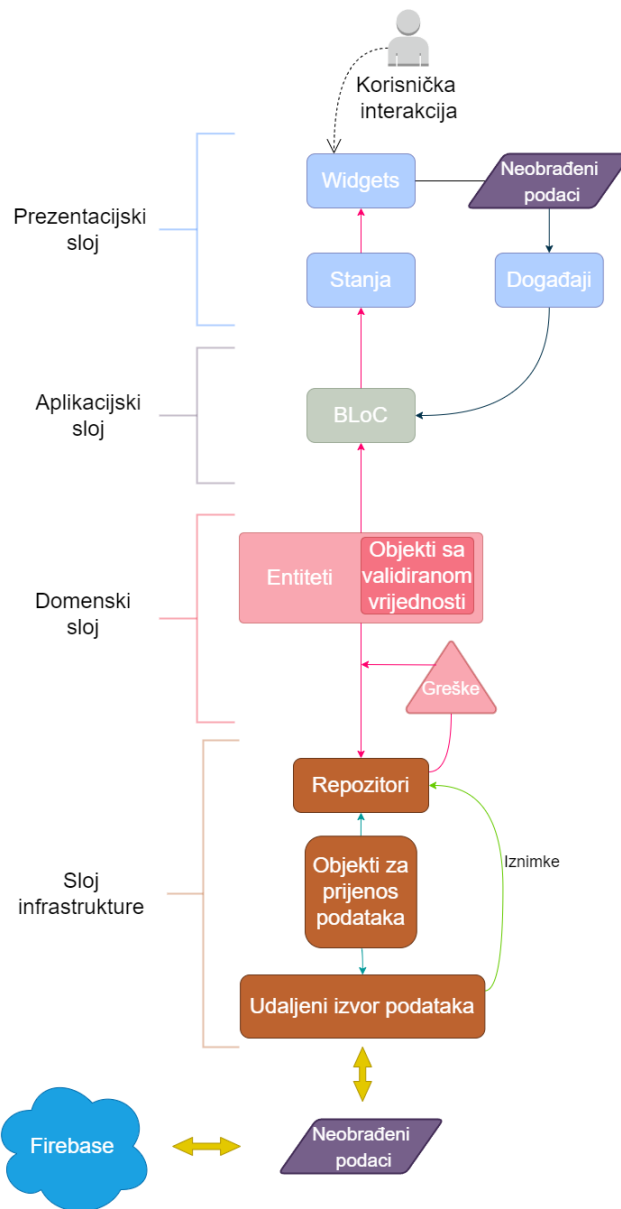 Korisnička
interakcija
Widgets
Neobrađeni
podaci
Prezentacijski
sloj
Stanja
Događaji
Aplikacijski
sloj
BLoC
Domenski
sloj
Entiteti
Objekti sa
validiranom
vrijednosti
Greške
Repozitori
Sloj
infrastrukture
Objekti za
prijenos
podataka
Iznimke
Udaljeni izvor podataka
Firebase
Neobrađeni
podaci